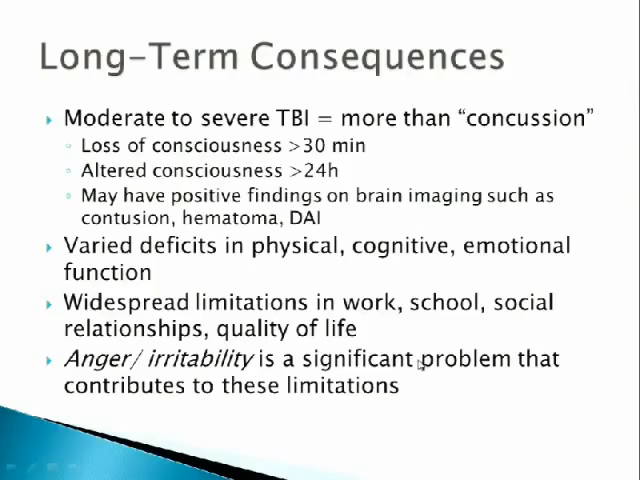 Long-Term Consequences
Moderate to severe TBI = more than “concussion”
Loss of consciousness >30 min
Altered consciousness >24h
May have positive findings on brain imaging such as
contusion, hematoma, DAI
Varied deficits in physical, cognitive, emotional
function
Widespread limitations in work, school, social
relationships, quality of life
Anger/ irritability is a significant problem that
contributes to these limitations